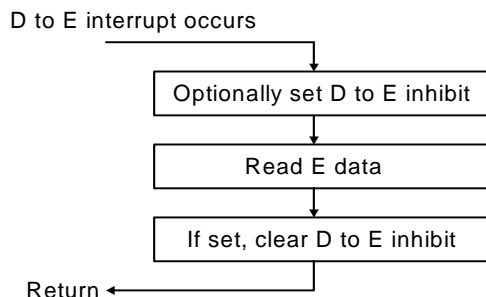 D to E interrupt occurs
Optionally set D to E inhibit
Read E data
If set, clear D to E inhibit
Return